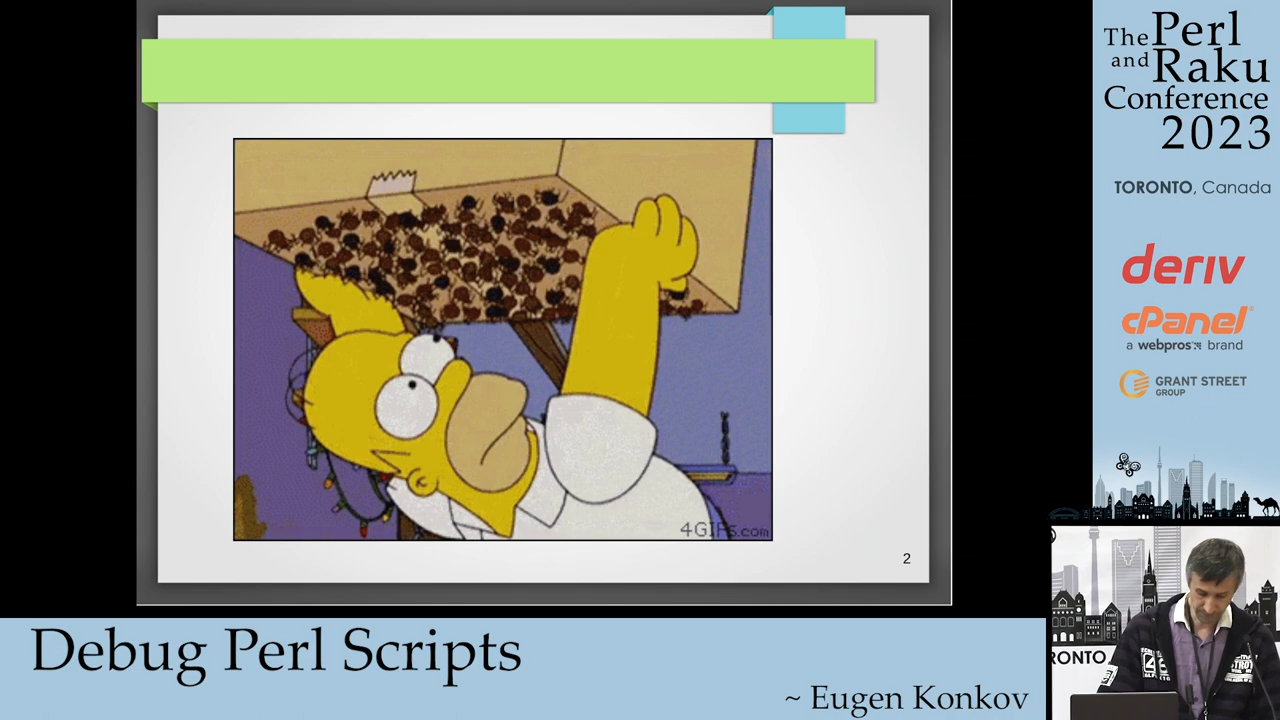 The Perl
and Raku
Conference
2023
TORONTO, Canada
deriv
cPanel®
a webpros brand
GRANT STREET
GROUP
4GIFs.com
2
RONTO
Debug Perl Scripts
~ Eugen Konkov